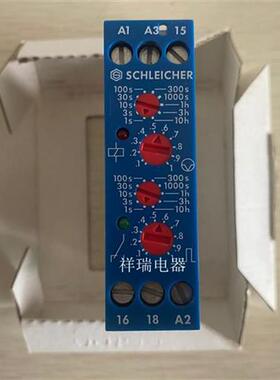 A1 A3 15
SCHLEICHER
100s 300s
30s 1000s
10s 1h
3s 3h
1s 10h
.1 .2 .3 .4 .5 .6 .7 .8 .9 1
100s 300s
30s 1000s
10s 1h
3s 3h
1s 10h
.1 .2 .3 .4 .5 .6 .7 .8 .9 1
祥瑞电器
16 18 A2